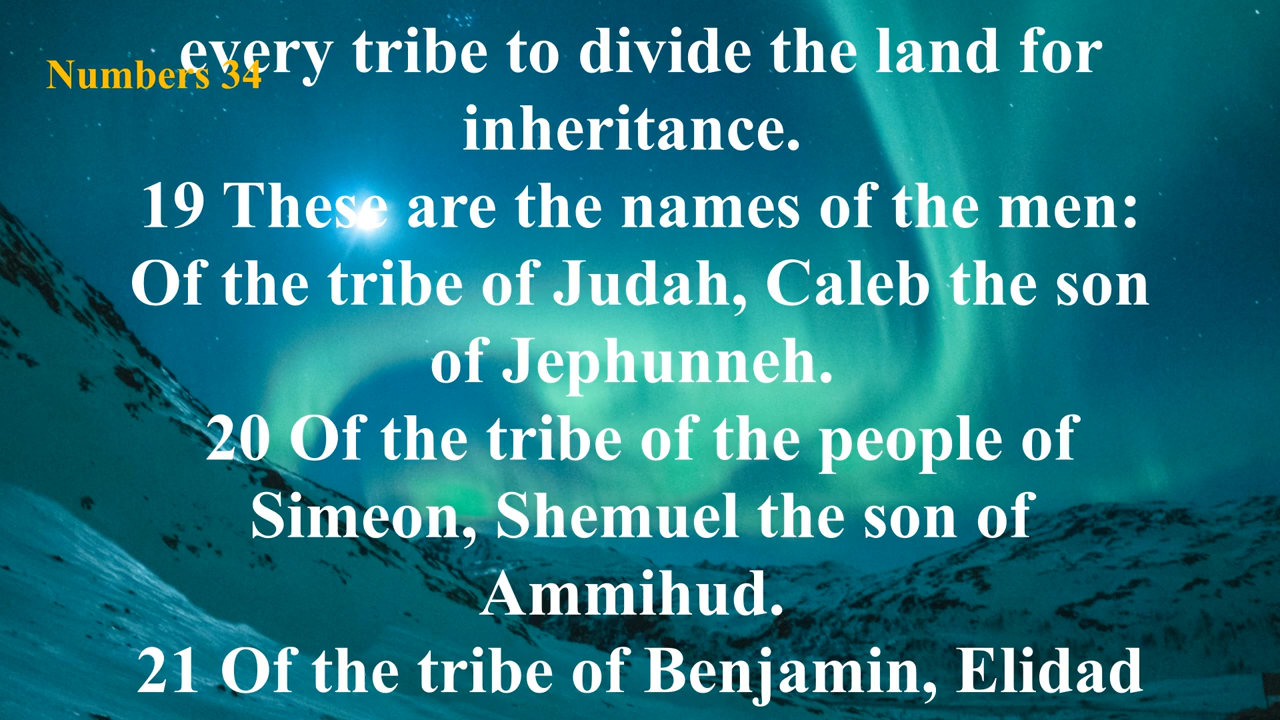 Numbers 34
every tribe to divide the land for
inheritance.
19 These are the names of the men:
Of the tribe of Judah, Caleb the son
of Jephunneh.
20 Of the tribe of the people of
Simeon, Shemuel the son of
Ammihud.
21 Of the tribe of Benjamin, Elidad